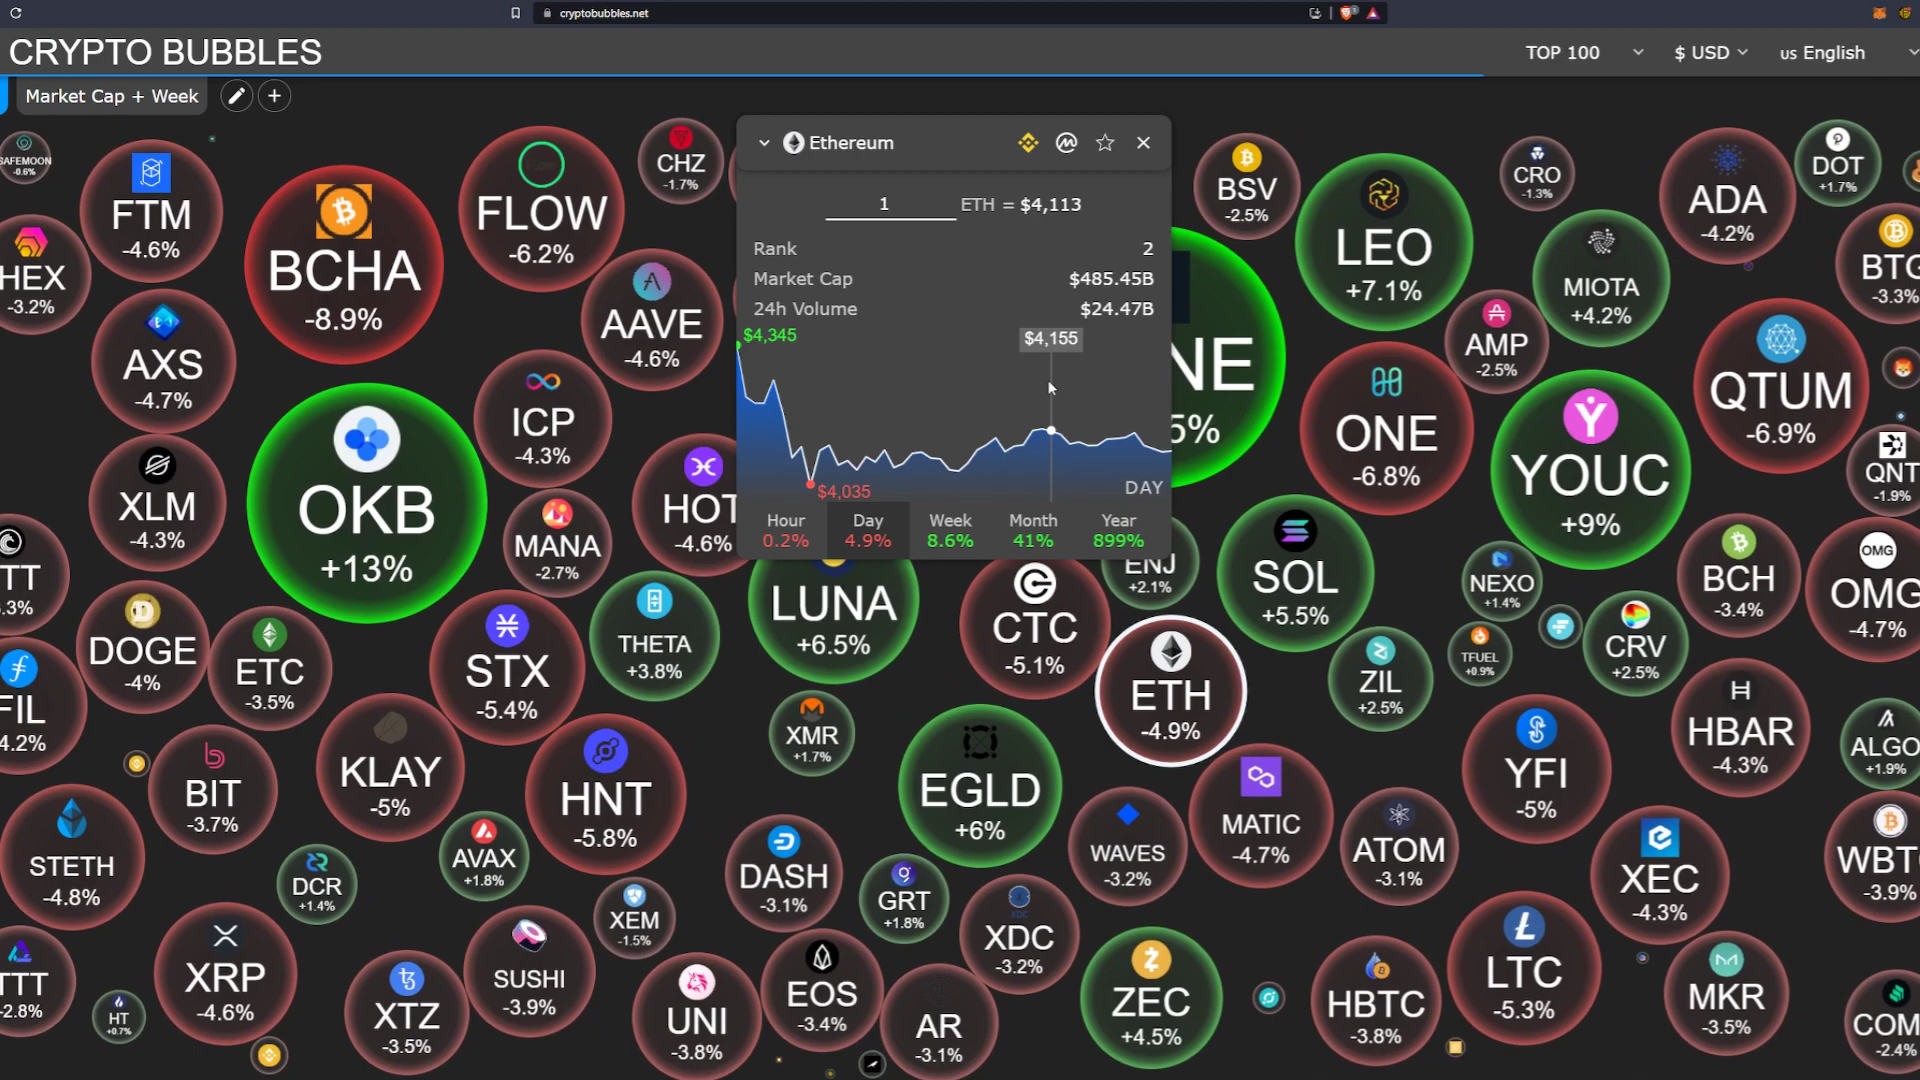 cryptobubbles.net
CRYPTO BUBBLES
TOP 100
$ USD
us English
Market Cap + Week
Ethereum
1
ETH = $4,113
Rank
2
Market Cap
$485.45B
24h Volume
$24.47B
$4,345
$4,155
$4,035
DAY
Hour
Day
Week
Month
Year
0.2%
4.9%
8.6%
41%
899%
-0.6%
FTM
-4.6%
BCHA
-8.9%
FLOW
-6.2%
CHZ
-1.7%
BSV
-2.5%
LEO
+7.1%
CRO
-1.3%
ADA
-4.2%
DOT
+1.7%
HEX
-3.2%
AXS
-4.7%
AAVE
-4.6%
NE
5%
MIOTA
+4.2%
AMP
-2.5%
BTG
-3.3%
QTUM
-6.9%
ICP
-4.3%
ONE
-6.8%
YOUC
+9%
OKB
+13%
XLM
-4.3%
HOT
-4.6%
QNT
-1.9%
MANA
-2.7%
TT
.3%
ENJ
+2.1%
SOL
+5.5%
NEXO
+1.4%
BCH
-3.4%
OMG
OMG
-4.7%
LUNA
+6.5%
CTC
-5.1%
DOGE
-4%
ETC
-3.5%
STX
-5.4%
THETA
+3.8%
TFUEL
+0.9%
CRV
+2.5%
ETH
-4.9%
ZIL
+2.5%
FIL
4.2%
XMR
+1.7%
HBAR
-4.3%
ALGO
+1.9%
KLAY
-5%
BIT
-3.7%
HNT
-5.8%
EGLD
+6%
YFI
-5%
MATIC
-4.7%
STETH
-4.8%
AVAX
+1.8%
DCR
+1.4%
DASH
-3.1%
WAVES
-3.2%
ATOM
-3.1%
XEC
-4.3%
WBT
-3.9%
GRT
+1.8%
XEM
-1.5%
XDC
XDC
-3.2%
XRP
-4.6%
SUSHI
-3.9%
TTT
-2.8%
HT
+0.7%
XTZ
-3.5%
UNI
-3.8%
EOS
-3.4%
AR
-3.1%
ZEC
+4.5%
HBTC
-3.8%
LTC
-5.3%
MKR
-3.5%
COM
-2.4%